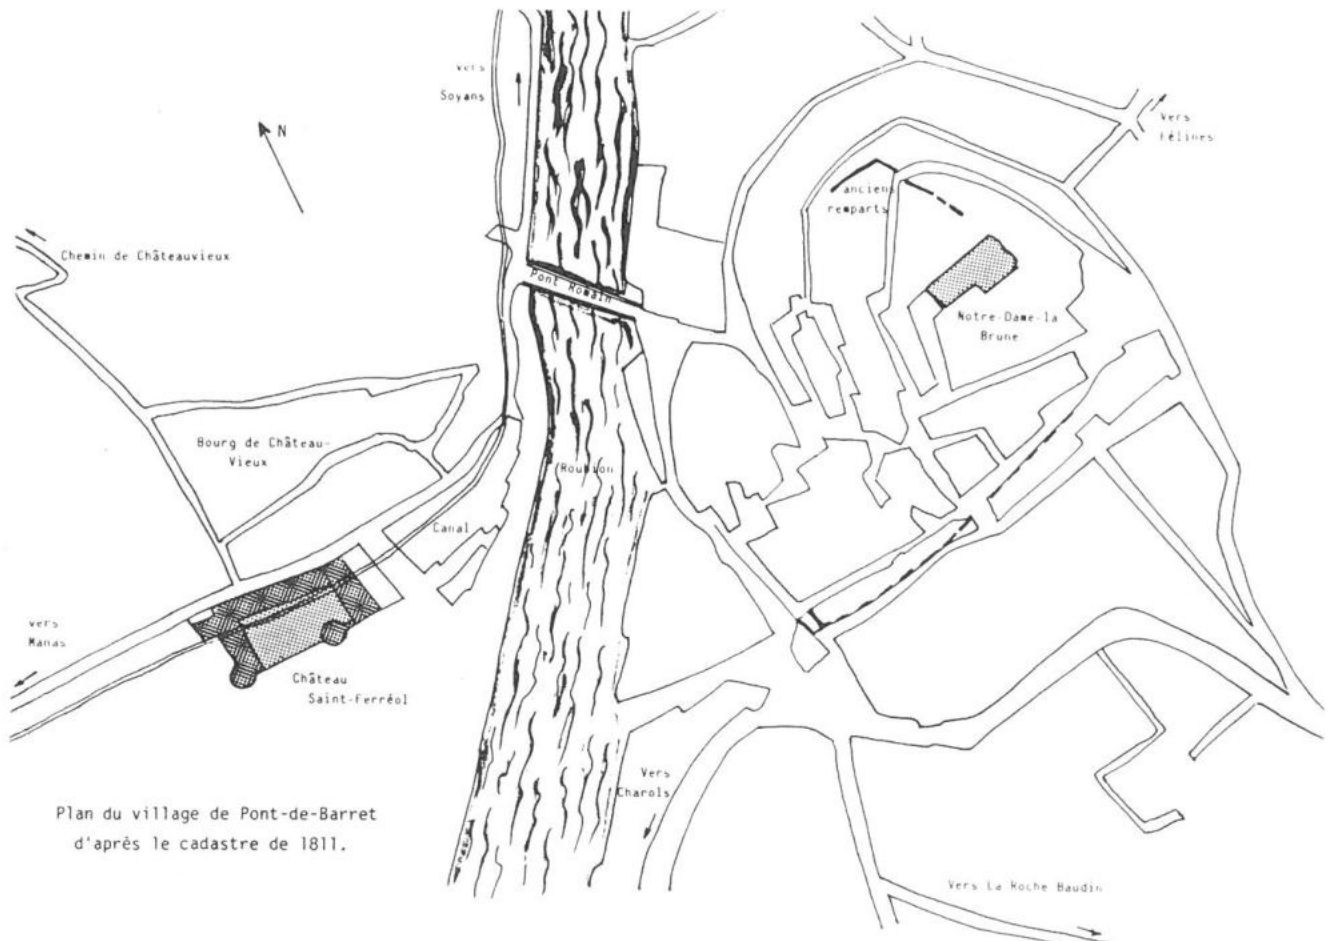 vers
Soyans
N
Vers
Félines
anciens
remparts
Chemin de Châteauvieux
Pont Romain
Notre-Dame-la
Brune
Bourg de Château-
Vieux
Roubion
Canal
vers
Manas
Château
Saint-Ferréol
Vers
Charols
Plan du village de Pont-de-Barret
d'après le cadastre de 1811.
Vers La Roche Baudin